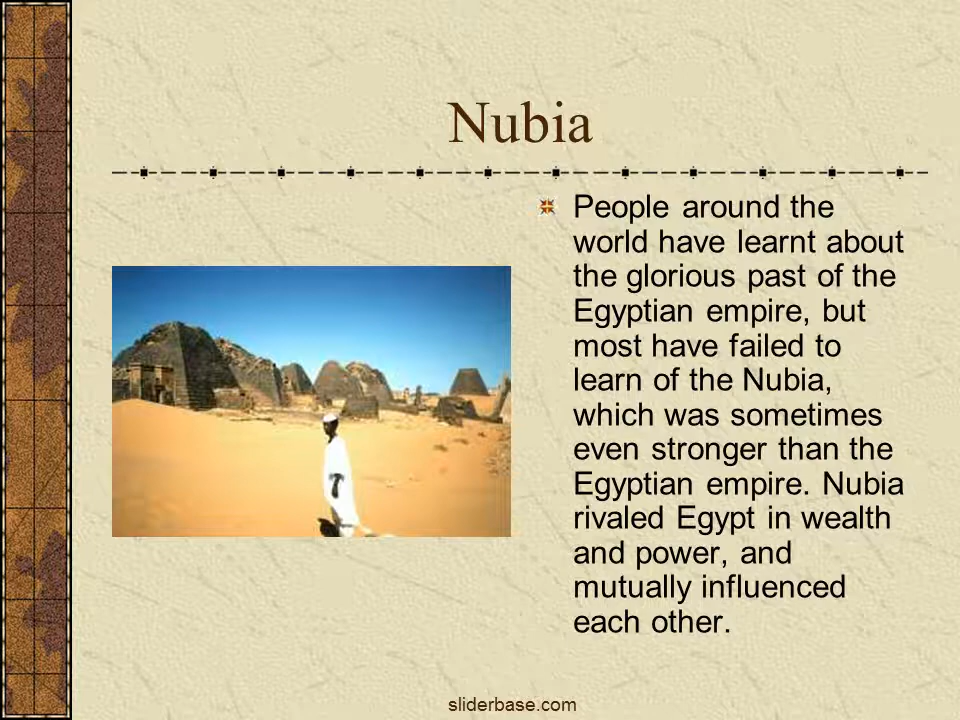 Nubia
People around the
world have learnt about
the glorious past of the
Egyptian empire, but
most have failed to
learn of the Nubia,
which was sometimes
even stronger than the
Egyptian empire. Nubia
rivaled Egypt in wealth
and power, and
mutually influenced
each other.
sliderbase.com